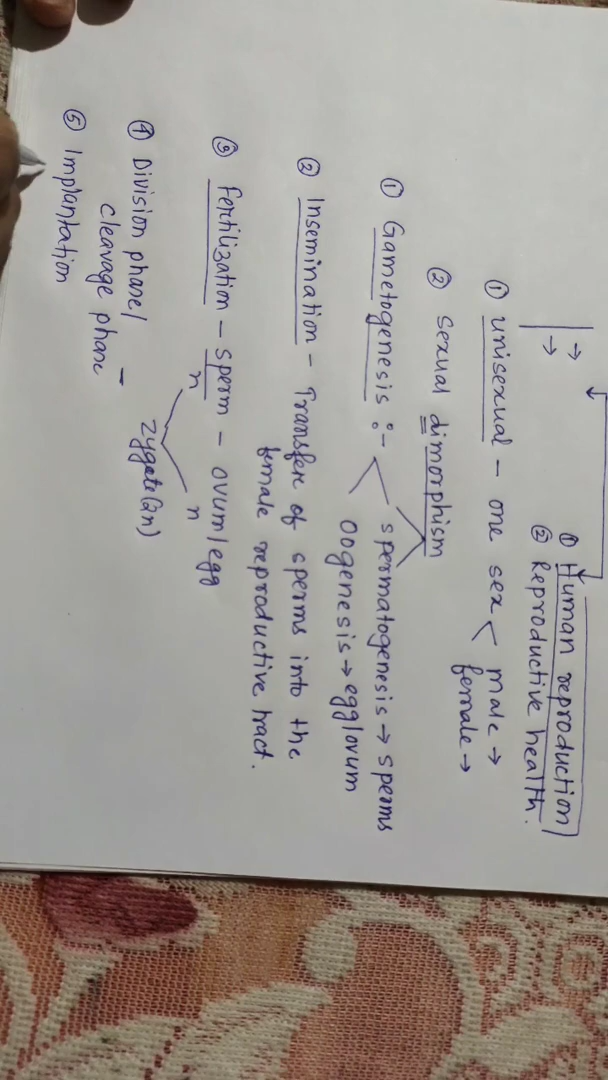 ① Human reproduction
② Reproductive health.
① unisexual - one sex < male →
female →
② sexual dimorphism
① Gametogenesis :- < spermatogenesis → sperms
oogenesis → egg/ovum
② Insemination - Transfer of sperms into the
female reproductive tract.
③ fertilization - sperm - ovum/egg
n n
zygote (2n)
④ Division phase/
cleavage phase -
⑤ Implantation